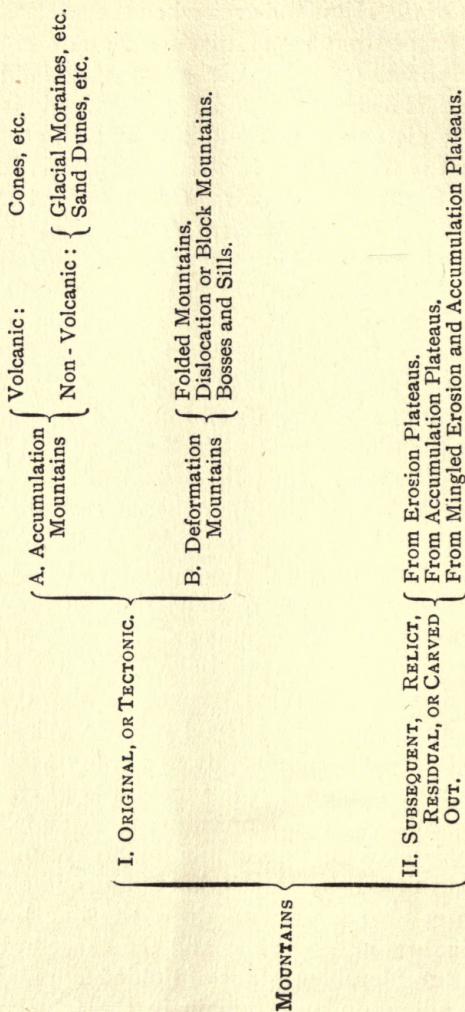 MOUNTAINS
I. ORIGINAL, OR TECTONIC.
A. Accumulation
Mountains
Volcanic: Cones, etc.
Non-Volcanic: Glacial Moraines, etc.
Sand Dunes, etc.
B. Deformation
Mountains
Folded Mountains.
Dislocation or Block Mountains.
Bosses and Sills.
II. SUBSEQUENT, RELICT,
RESIDUAL, OR CARVED
OUT.
From Erosion Plateaus.
From Accumulation Plateaus.
From Mingled Erosion and Accumulation Plateaus.